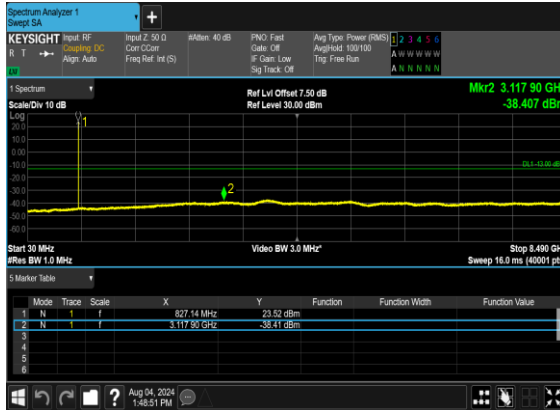 Spectrum Analyzer 1
Swept SA
+
KEYSIGHT Input: RF Input Z: 50 Ω #Atten: 40 dB PNO: Fast Avg Type: Power (RMS) 1 2 3 4 5 6
R T Coupling: DC Corr CCorr Gate: Off Avg|Hold: 100/100 A W W W W W
Align: Auto Freq Ref: Int (S) IF Gain: Low Trig: Free Run
Sig Track: Off A N N N N N
1 Spectrum
Ref Lvl Offset 7.50 dB Mkr2 3.117 90 GH
Scale/Div 10 dB Ref Level 30.00 dBm -38.407 dBm
Log
20.0 1
10.0
0.00
-10.0 DL1 -13.00 dB
-20.0
-30.0 2
-40.0
-50.0
-60.0
Start 30 MHz Video BW 3.0 MHz* Stop 8.490 GH
#Res BW 1.0 MHz Sweep 16.0 ms (40001 pts
5 Marker Table
Mode Trace Scale X Y Function Function Width Function Value
1 N 1 f 827.14 MHz 23.52 dBm
2 N 1 f 3.117 90 GHz -38.41 dBm
3
4
5
6
? Aug 04, 2024
1:48:51 PM